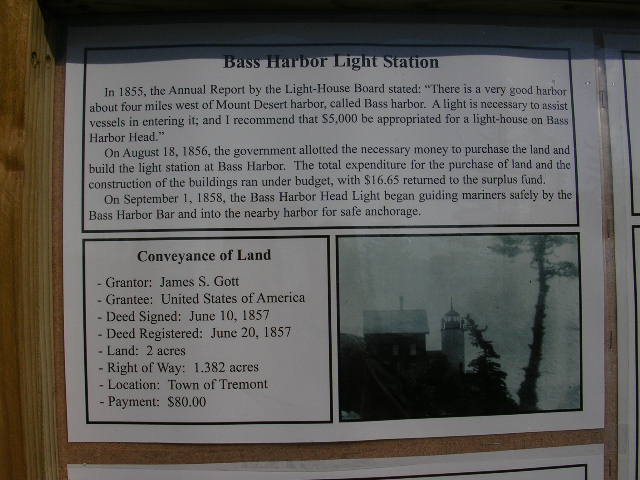 Bass Harbor Light Station
In 1855, the Annual Report by the Light-House Board stated: "There is a very good harbor
about four miles west of Mount Desert harbor, called Bass harbor. A light is necessary to assist
vessels in entering it; and I recommend that $5,000 be appropriated for a light-house on Bass
Harbor Head."
On August 18, 1856, the government allotted the necessary money to purchase the land and
build the light station at Bass Harbor. The total expenditure for the purchase of land and the
construction of the buildings ran under budget, with $16.65 returned to the surplus fund.
On September 1, 1858, the Bass Harbor Head Light began guiding mariners safely by the
Bass Harbor Bar and into the nearby harbor for safe anchorage.
Conveyance of Land
- Grantor: James S. Gott
- Grantee: United States of America
- Deed Signed: June 10, 1857
- Deed Registered: June 20, 1857
- Land: 2 acres
- Right of Way: 1.382 acres
- Location: Town of Tremont
- Payment: $80.00